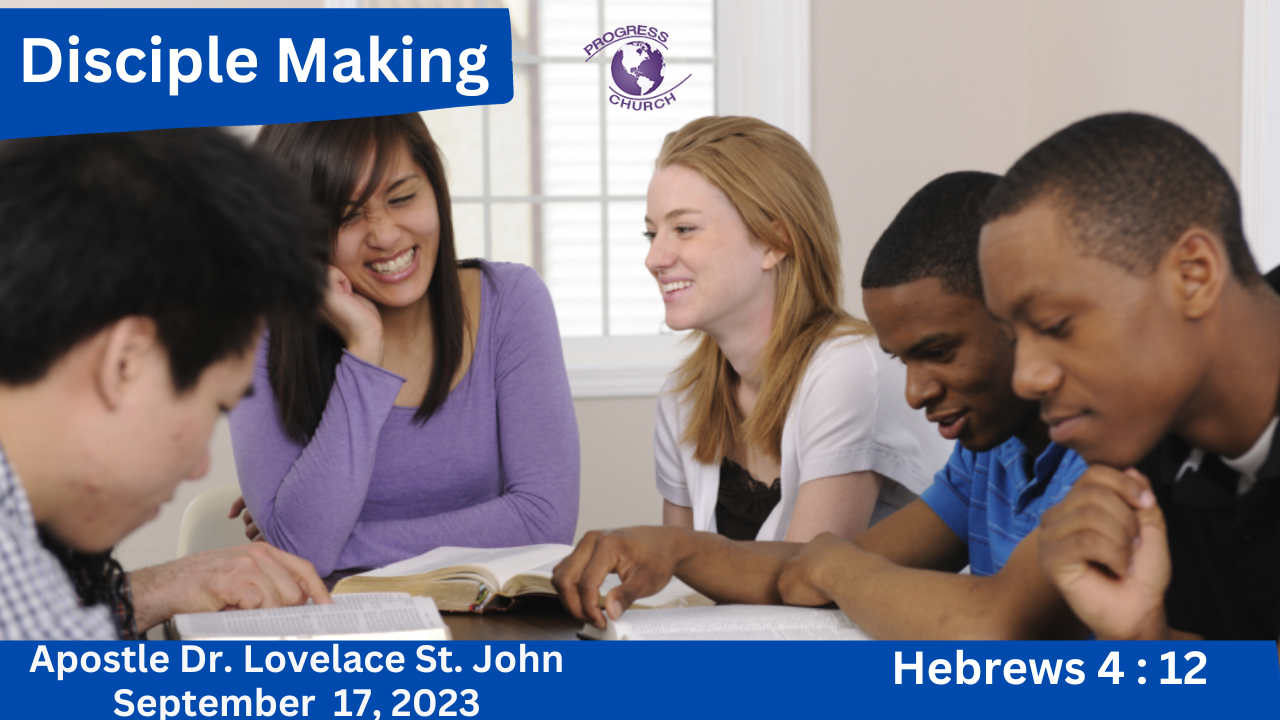 Disciple Making
PROGRESS
CHURCH
Apostle Dr. Lovelace St. John
September 17, 2023
Hebrews 4 : 12